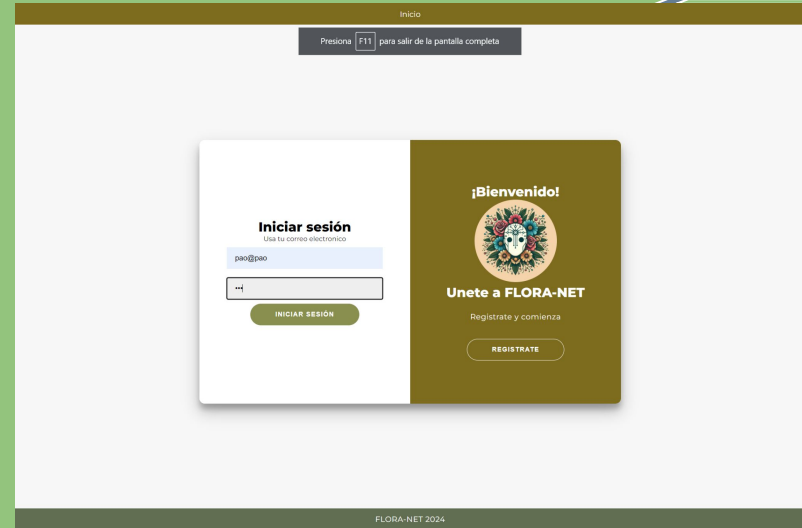 Inicio
Presiona F11 para salir de la pantalla completa
Iniciar sesión
Usa tu correo electronico
pao@pao
•••
INICIAR SESIÓN
¡Bienvenido!
Unete a FLORA-NET
Registrate y comienza
REGISTRATE
FLORA-NET 2024